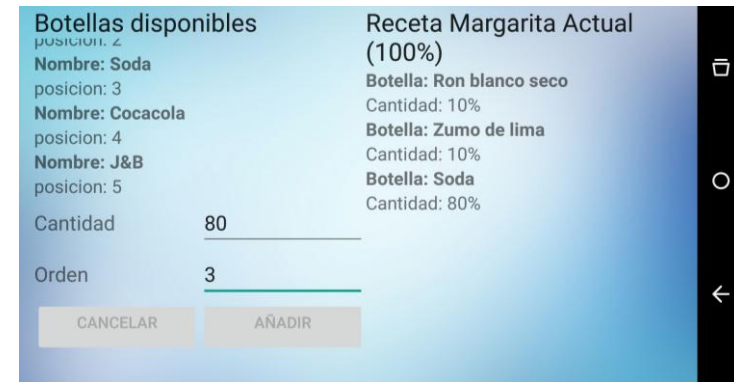 Botellas disponibles
posicion: 2
Nombre: Soda
posicion: 3
Nombre: Cocacola
posicion: 4
Nombre: J&B
posicion: 5
Cantidad 80
Orden 3
CANCELAR AÑADIR
Receta Margarita Actual
(100%)
Botella: Ron blanco seco
Cantidad: 10%
Botella: Zumo de lima
Cantidad: 10%
Botella: Soda
Cantidad: 80%